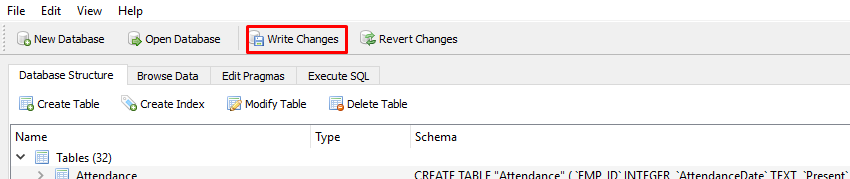 File Edit View Help
New Database Open Database Write Changes Revert Changes
Database Structure Browse Data Edit Pragmas Execute SQL
Create Table Create Index Modify Table Delete Table
Name Type Schema
Tables (32)
Attendance CREATE TABLE "Attendance" ( `EMP_ID` INTEGER, `AttendanceDate` TEXT, `Present`